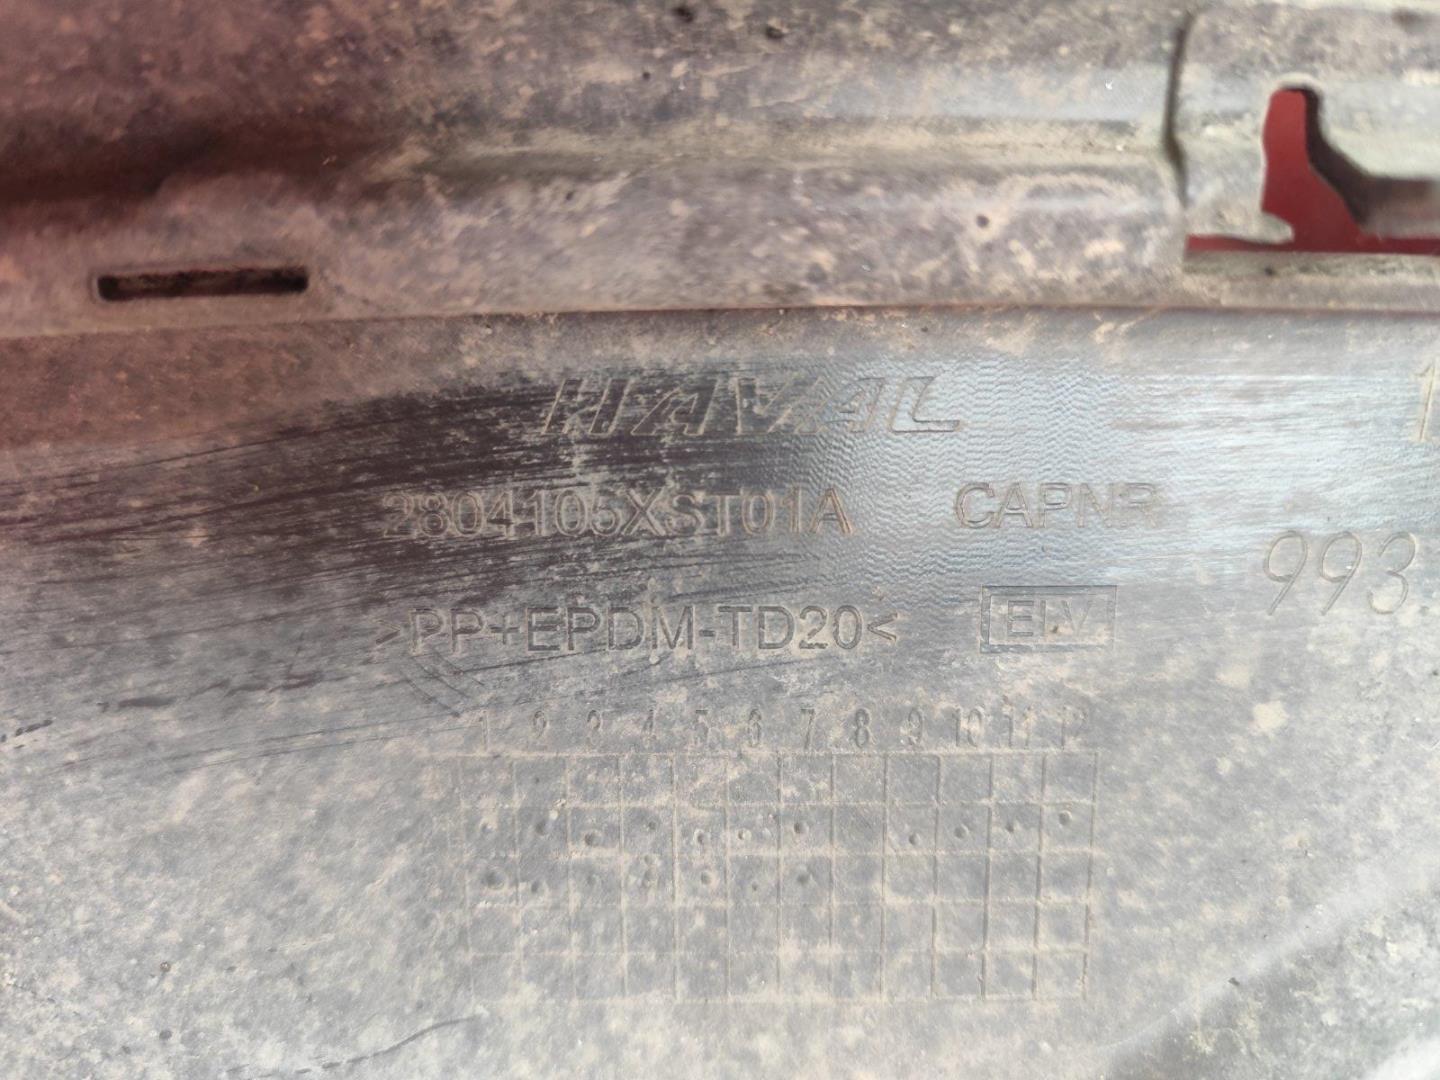 HAVAL
2804105XST01A CAPNR
993
>PP+EPDM-TD20< ELV
1 2 3 4 5 6 7 8 9 10 11 12